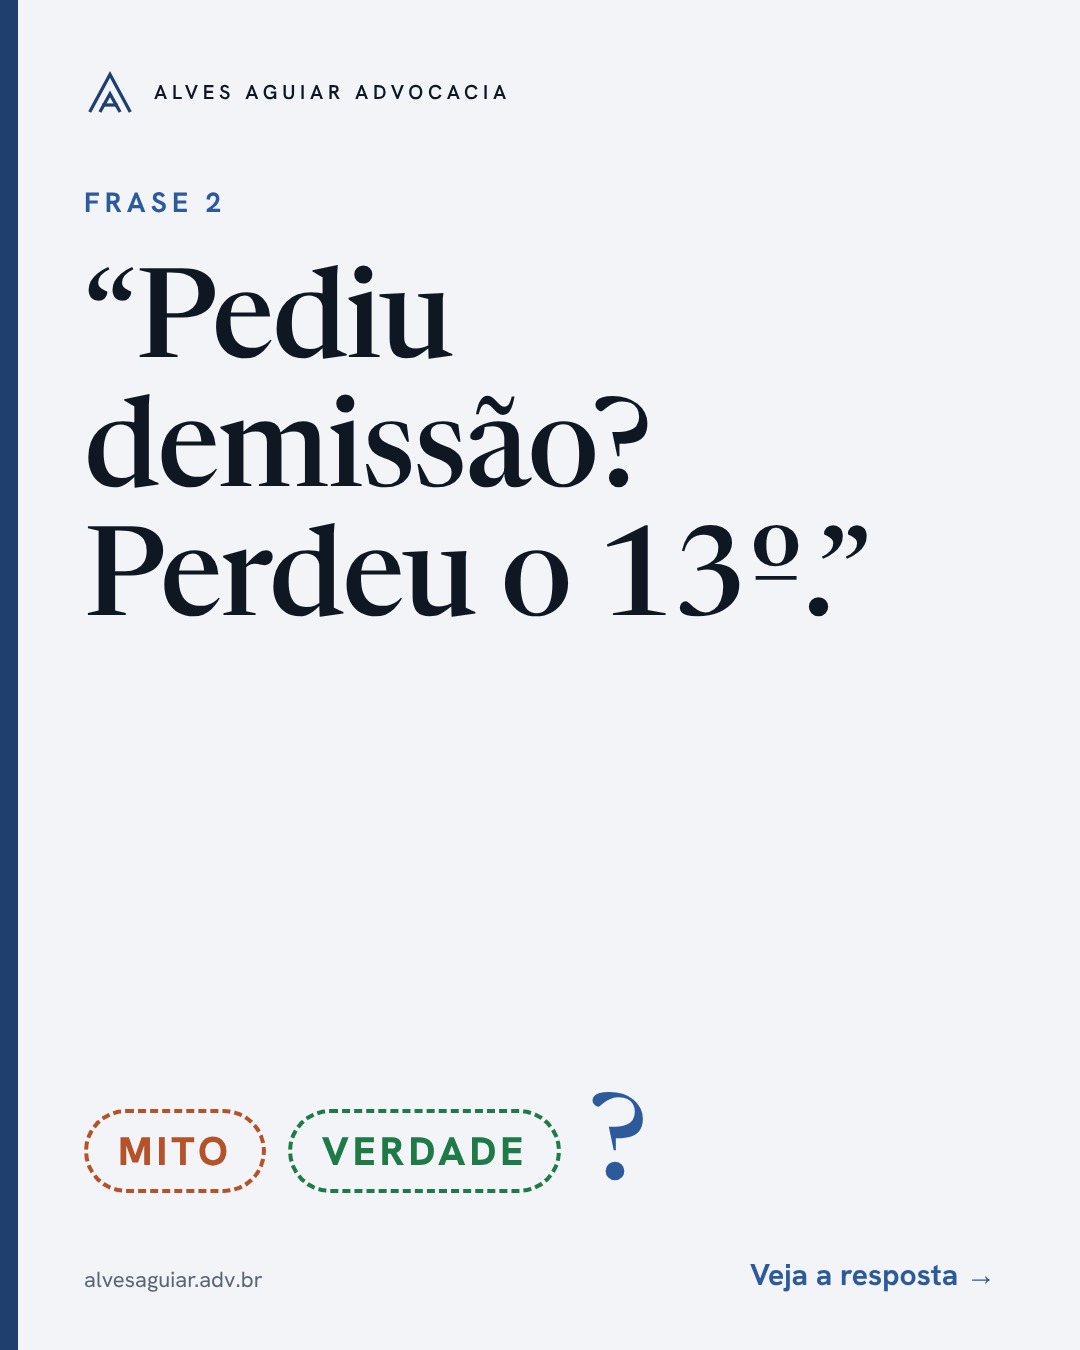 ALVES AGUIAR ADVOCACIA
FRASE 2
“Pediu
demissão?
Perdeu o 13º.”
MITO VERDADE ?
alvesaguiar.adv.br
Veja a resposta →